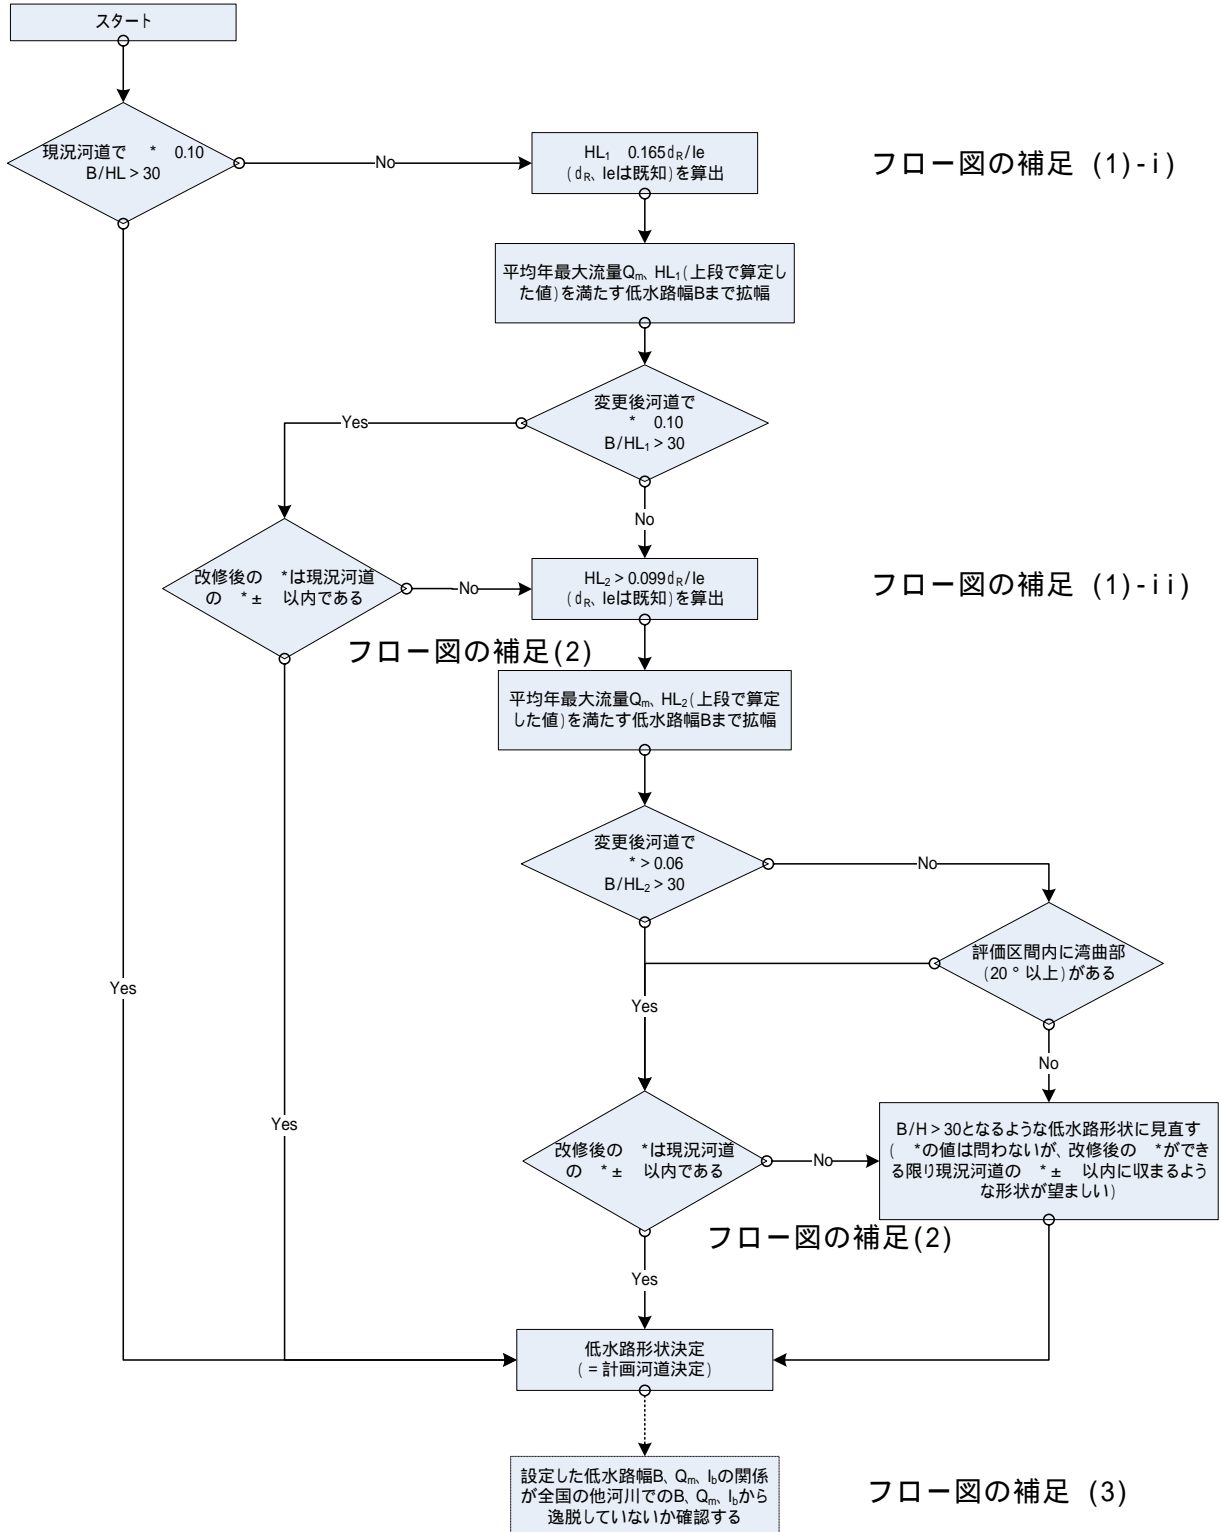 スタート
現況河道で * 0.10
B/HL > 30
No
HL₁ 0.165dR/Ie
(dR、Ieは既知)を算出
フロー図の補足 (1)-i)
平均年最大流量Qm、HL₁(上段で算定し
た値)を満たす低水路幅Bまで拡幅
変更後河道で
* 0.10
B/HL₁ > 30
Yes
No
改修後の *は現況河道
の *± 以内である
No
HL₂ > 0.099dR/Ie
(dR、Ieは既知)を算出
フロー図の補足 (1)-ii)
フロー図の補足(2)
平均年最大流量Qm、HL₂(上段で算定
した値)を満たす低水路幅Bまで拡幅
変更後河道で
* > 0.06
B/HL₂ > 30
No
評価区間内に湾曲部
(20°以上)がある
Yes
Yes
No
Yes
改修後の *は現況河道
の *± 以内である
No
B/H > 30となるような低水路形状に見直す
( *の値は問わないが、改修後の *ができ
る限り現況河道の *± 以内に収まるよう
な形状が望ましい)
フロー図の補足(2)
Yes
低水路形状決定
(=計画河道決定)
設定した低水路幅B、Qm、Ibの関係
が全国の他河川でのB、Qm、Ibから
逸脱していないか確認する
フロー図の補足 (3)